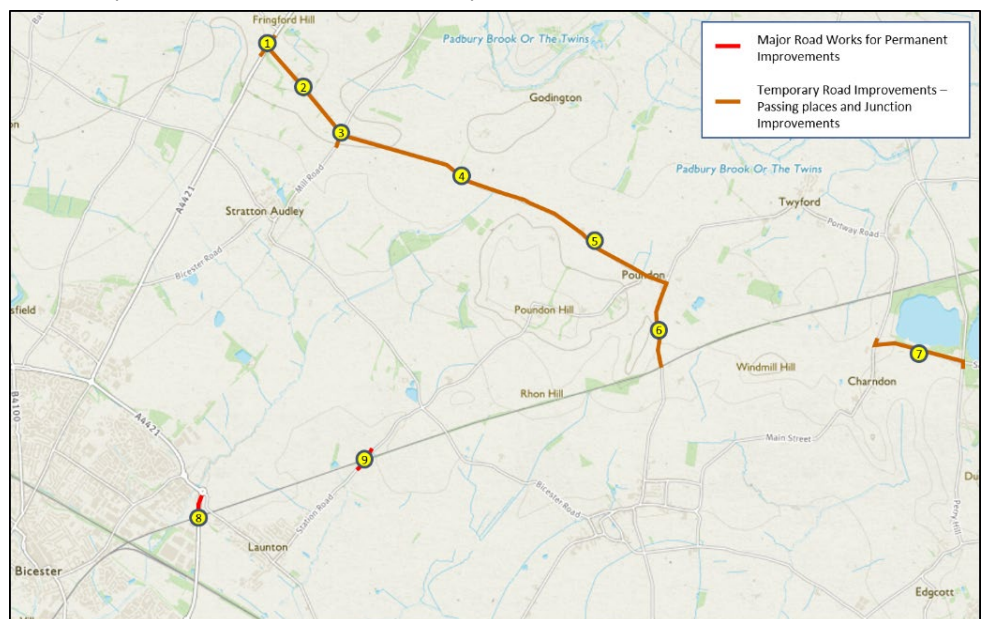 Fringford Hill
Padbury Brook Or The Twins
Major Road Works for Permanent
Improvements
Temporary Road Improvements –
Passing places and Junction
Improvements
1
2
Godington
3
A4421
Mill Road
4
Padbury Brook Or The Twins
Stratton Audley
Twyford
Portway Road
5
Bicester Road
Poundon
sfield
Poundon Hill
6
7
Windmill Hill
Charndon
Rhon Hill
B4100
A4421
Main Street
9
Station Road
Bicester Road
8
Launton
Perry Hill
Bicester
Edgcott